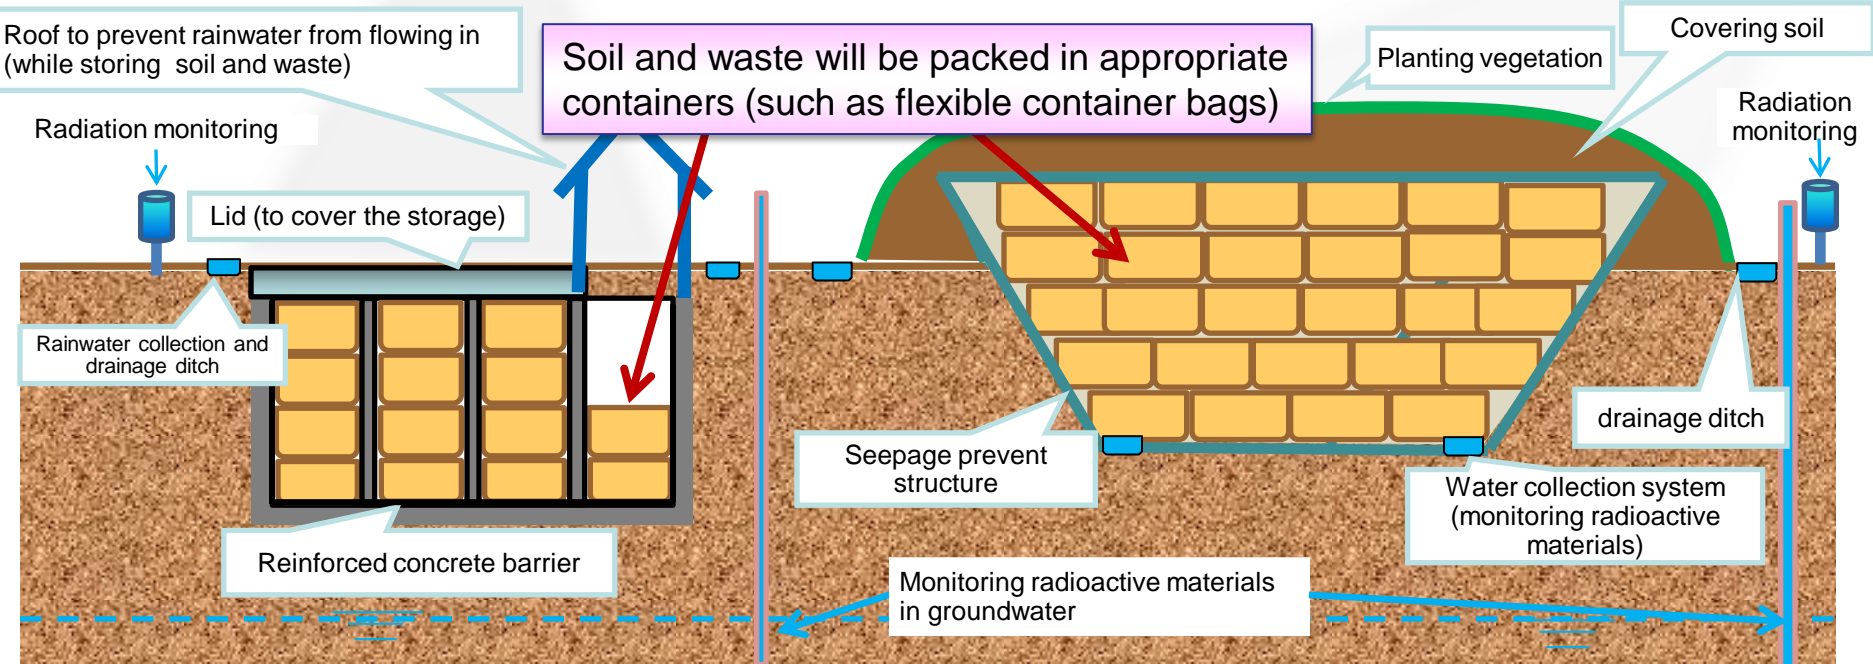 Roof to prevent rainwater from flowing in
(while storing soil and waste)
Soil and waste will be packed in appropriate
containers (such as flexible container bags)
Planting vegetation
Covering soil
Radiation monitoring
Radiation
monitoring
Lid (to cover the storage)
Rainwater collection and
drainage ditch
drainage ditch
Seepage prevent
structure
Water collection system
(monitoring radioactive
materials)
Reinforced concrete barrier
Monitoring radioactive materials
in groundwater